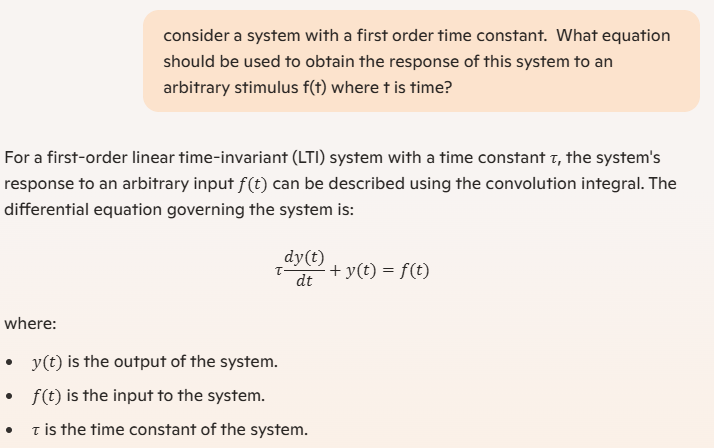 consider a system with a first order time constant.  What equation
should be used to obtain the response of this system to an
arbitrary stimulus f(t) where t is time?
For a first-order linear time-invariant (LTI) system with a time constant τ, the system's
response to an arbitrary input f(t) can be described using the convolution integral. The
differential equation governing the system is:
τ dy(t)/dt + y(t) = f(t)
where:
• y(t) is the output of the system.
• f(t) is the input to the system.
• τ is the time constant of the system.